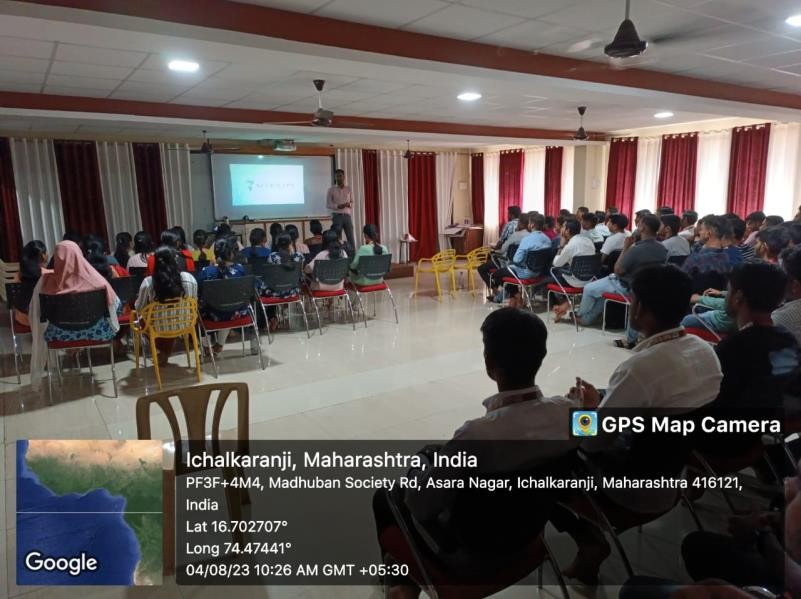 GPS Map Camera
Ichalkaranji, Maharashtra, India
PF3F+4M4, Madhuban Society Rd, Asara Nagar, Ichalkaranji, Maharashtra 416121,
India
Lat 16.702707°
Long 74.47441°
04/08/23 10:26 AM GMT +05:30
Google